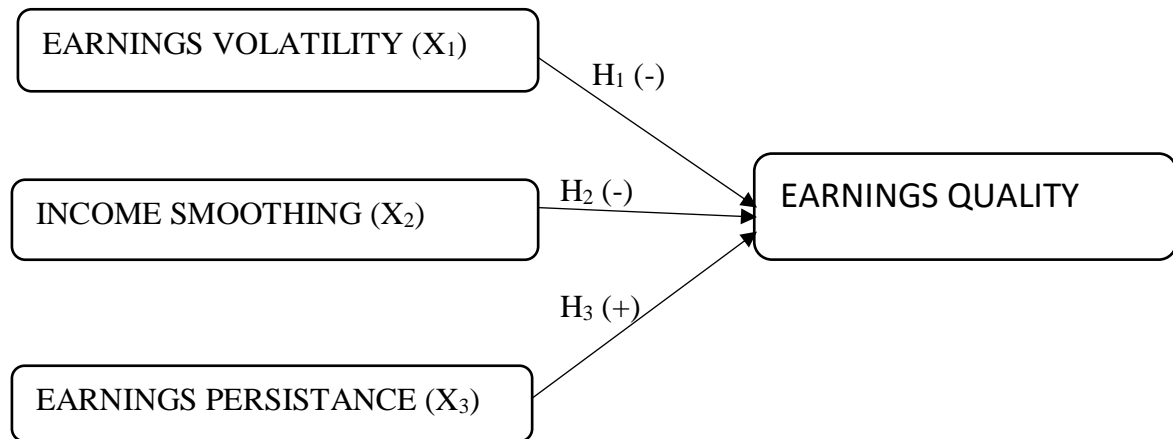 EARNINGS VOLATILITY (X₁)
H₁ (-)
INCOME SMOOTHING (X₂)
H₂ (-)
EARNINGS QUALITY
H₃ (+)
EARNINGS PERSISTANCE (X₃)